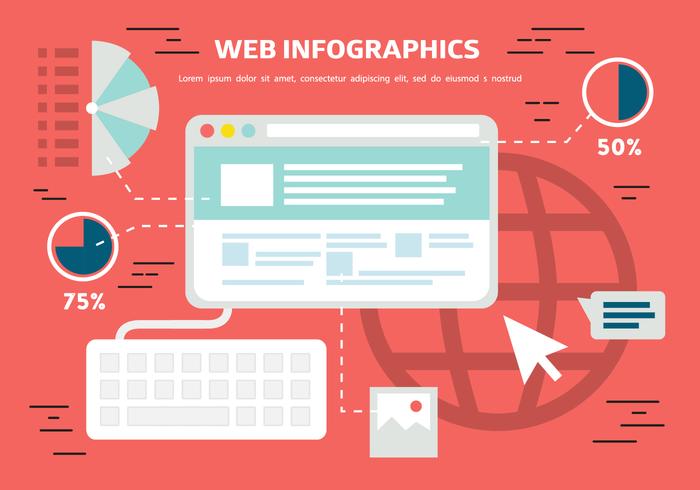 WEB INFOGRAPHICS
Lorem ipsum dolor sit amet, consectetur adipiscing elit, sed do eiusmod s nostrud
50%
75%